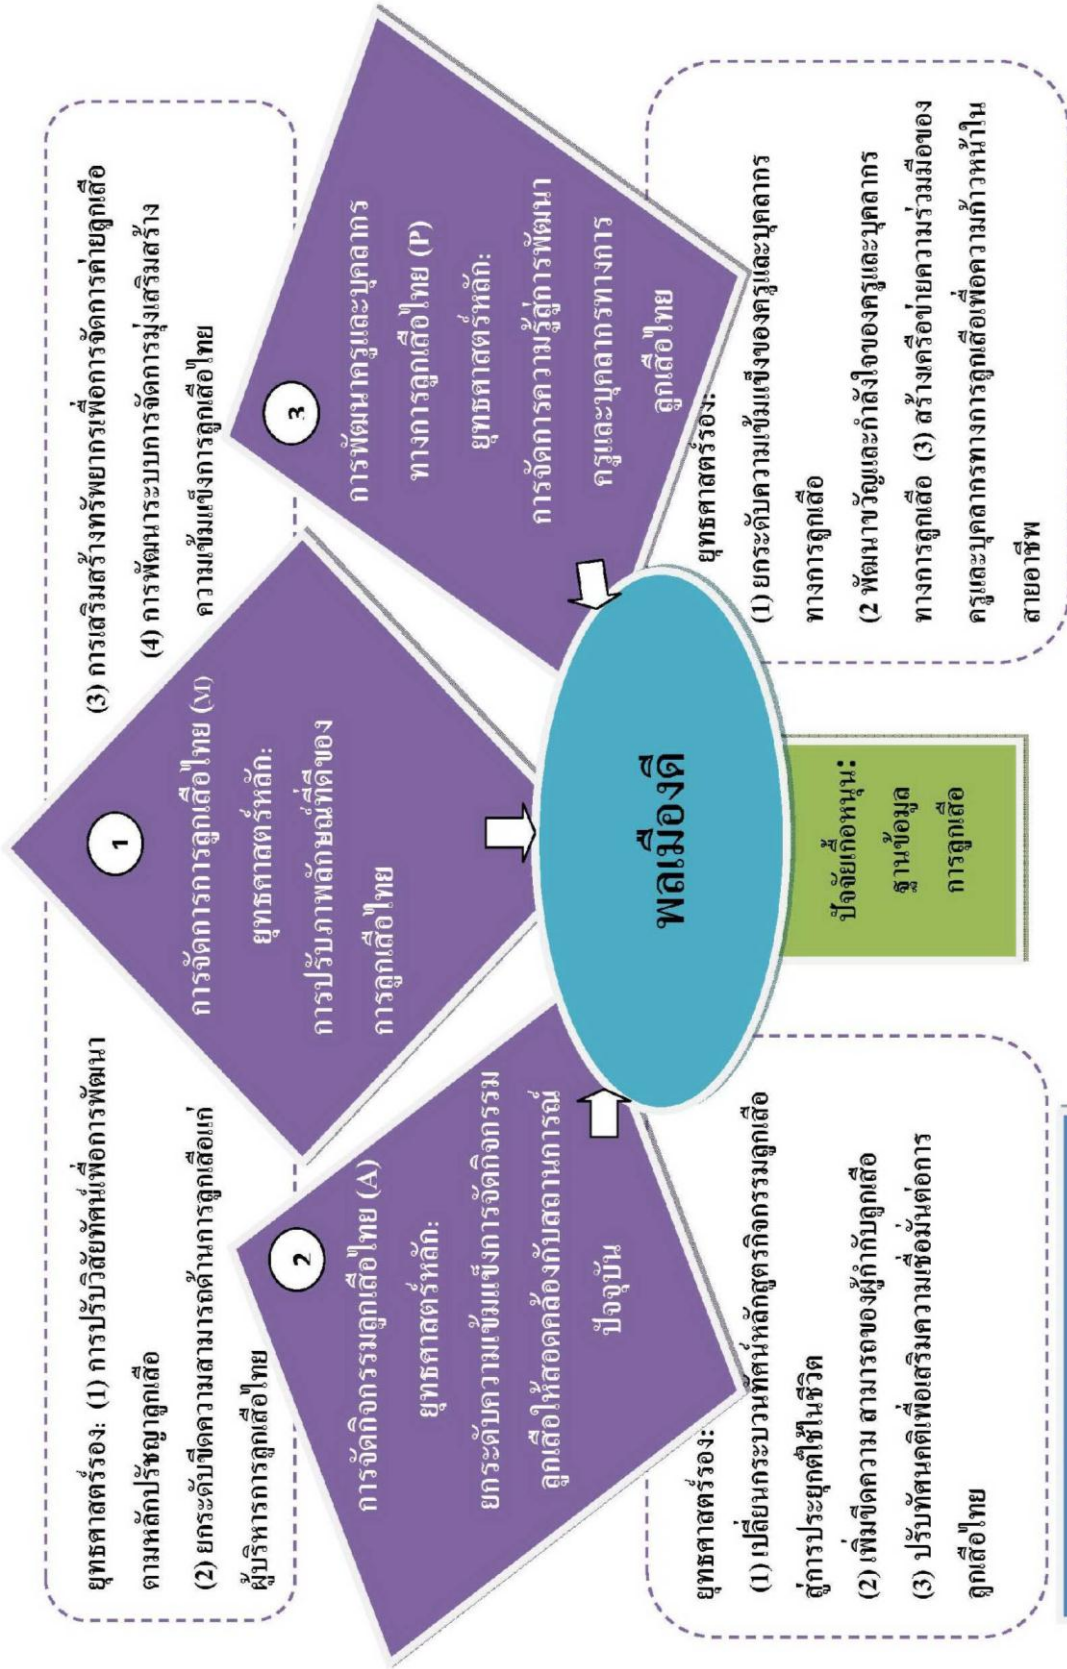 ยุทธศาสตร์รอง: (1) การปรับวิสัยทัศน์เพื่อการพัฒนา
ตามหลักปรัชญาลูกเสือ
(2) ยกระดับขีดความสามารถด้านการลูกเสือแก่
ผู้บริหารการลูกเสือไทย
(3) การเสริมสร้างทรัพยากรเพื่อการจัดการค่ายลูกเสือ
(4) การพัฒนาระบบการจัดการมุ่งเสริมสร้าง
ความเข้มแข็งการลูกเสือไทย
1
การจัดการการลูกเสือไทย (M)
ยุทธศาสตร์หลัก:
การปรับภาพลักษณ์ที่ดีของ
การลูกเสือไทย
2
การจัดกิจกรรมลูกเสือไทย (A)
ยุทธศาสตร์หลัก:
ยกระดับความเข้มแข็งการจัดกิจกรรม
ลูกเสือให้สอดคล้องกับสถานการณ์
ปัจจุบัน
3
การพัฒนาครูและบุคลากร
ทางการลูกเสือไทย (P)
ยุทธศาสตร์หลัก:
การจัดการความรู้สู่การพัฒนา
ครูและบุคลากรทางการ
ลูกเสือไทย
พลเมืองดี
ปัจจัยเกื้อหนุน:
ฐานข้อมูล
การลูกเสือ
ยุทธศาสตร์รอง:
(1) เปลี่ยนกระบวนทัศน์หลักสูตรกิจกรรมลูกเสือ
สู่การประยุกต์ใช้ในชีวิต
(2) เพิ่มขีดความ สามารถของผู้กำกับลูกเสือ
(3) ปรับทัศนคติเพื่อเสริมความเชื่อมั่นต่อการ
ลูกเสือไทย
ยุทธศาสตร์รอง:
(1) ยกระดับความเข้มแข็งของครูและบุคลากร
ทางการลูกเสือ
(2 พัฒนาขวัญและกำลังใจของครูและบุคลากร
ทางการลูกเสือ (3) สร้างเครือข่ายความร่วมมือของ
ครูและบุคลากรทางการลูกเสือเพื่อความก้าวหน้าใน
สายอาชีพ